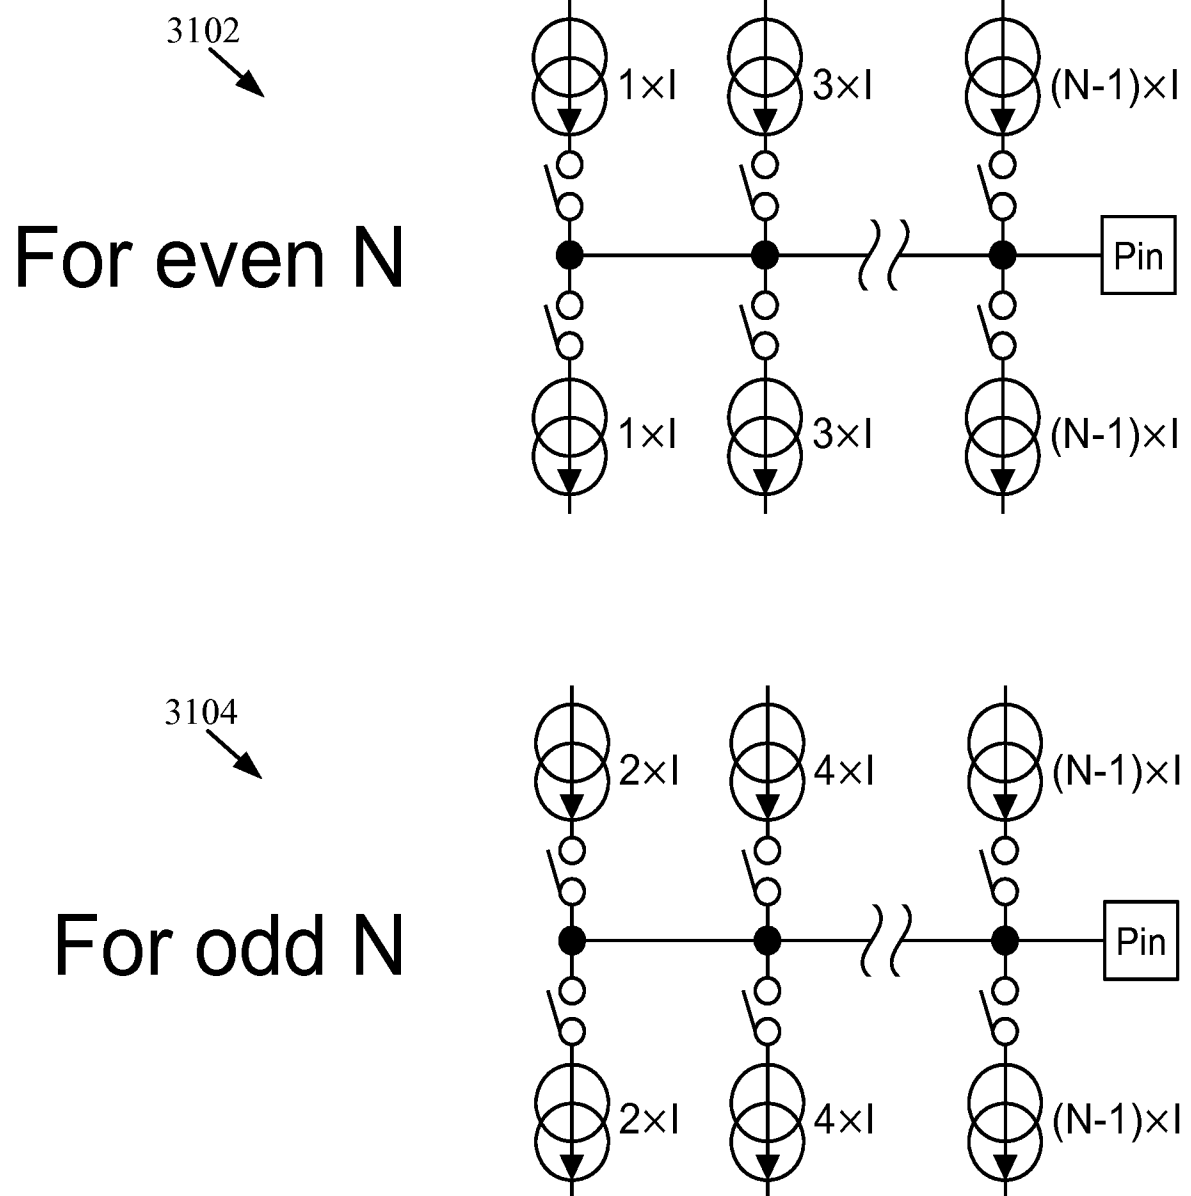 3102
1×I 3×I (N-1)×I
For even N
Pin
1×I 3×I (N-1)×I
3104
2×I 4×I (N-1)×I
For odd N
Pin
2×I 4×I (N-1)×I